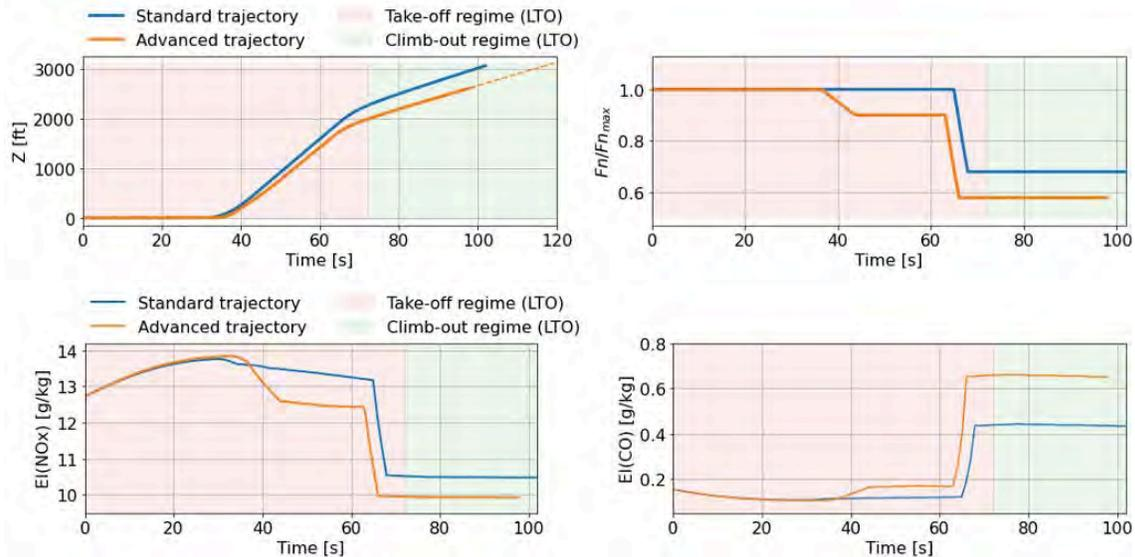 Standard trajectory Take-off regime (LTO)
Advanced trajectory Climb-out regime (LTO)
3000
2000
1000
0
Z [ft]
0 20 40 60 80 100 120
Time [s]
1.0
0.8
0.6
Fn/Fn_max
0 20 40 60 80 100
Time [s]
Standard trajectory Take-off regime (LTO)
Advanced trajectory Climb-out regime (LTO)
14
13
12
11
10
EI(NOx) [g/kg]
0 20 40 60 80 100
Time [s]
0.8
0.6
0.4
0.2
EI(CO) [g/kg]
0 20 40 60 80 100
Time [s]